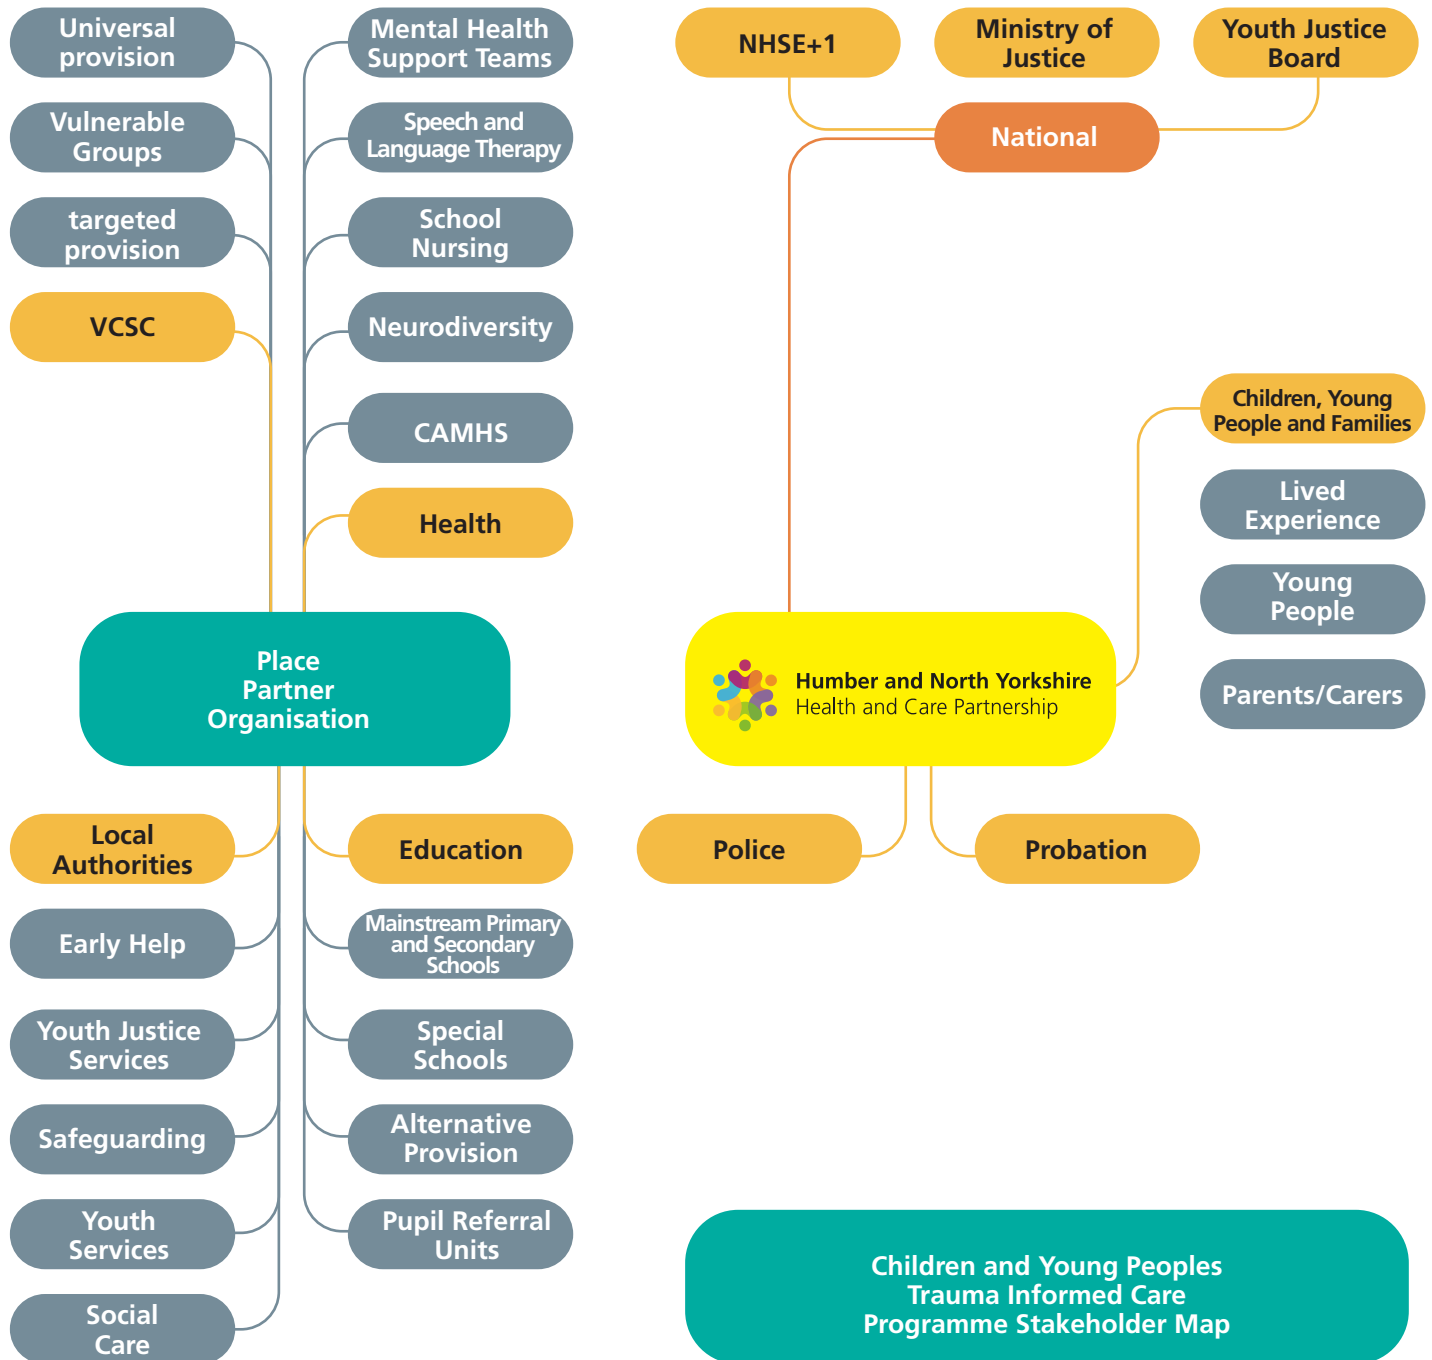 Universal
provision
Vulnerable
Groups
targeted
provision
VCSC
Mental Health
Support Teams
Speech and
Language Therapy
School
Nursing
Neurodiversity
CAMHS
Health
Place
Partner
Organisation
Local
Authorities
Early Help
Youth Justice
Services
Safeguarding
Youth
Services
Social
Care
Education
Mainstream Primary
and Secondary
Schools
Special
Schools
Alternative
Provision
Pupil Referral
Units
NHSE+1
Ministry of
Justice
Youth Justice
Board
National
Children, Young
People and Families
Lived
Experience
Young
People
Parents/Carers
Humber and North Yorkshire
Health and Care Partnership
Police
Probation
Children and Young Peoples
Trauma Informed Care
Programme Stakeholder Map